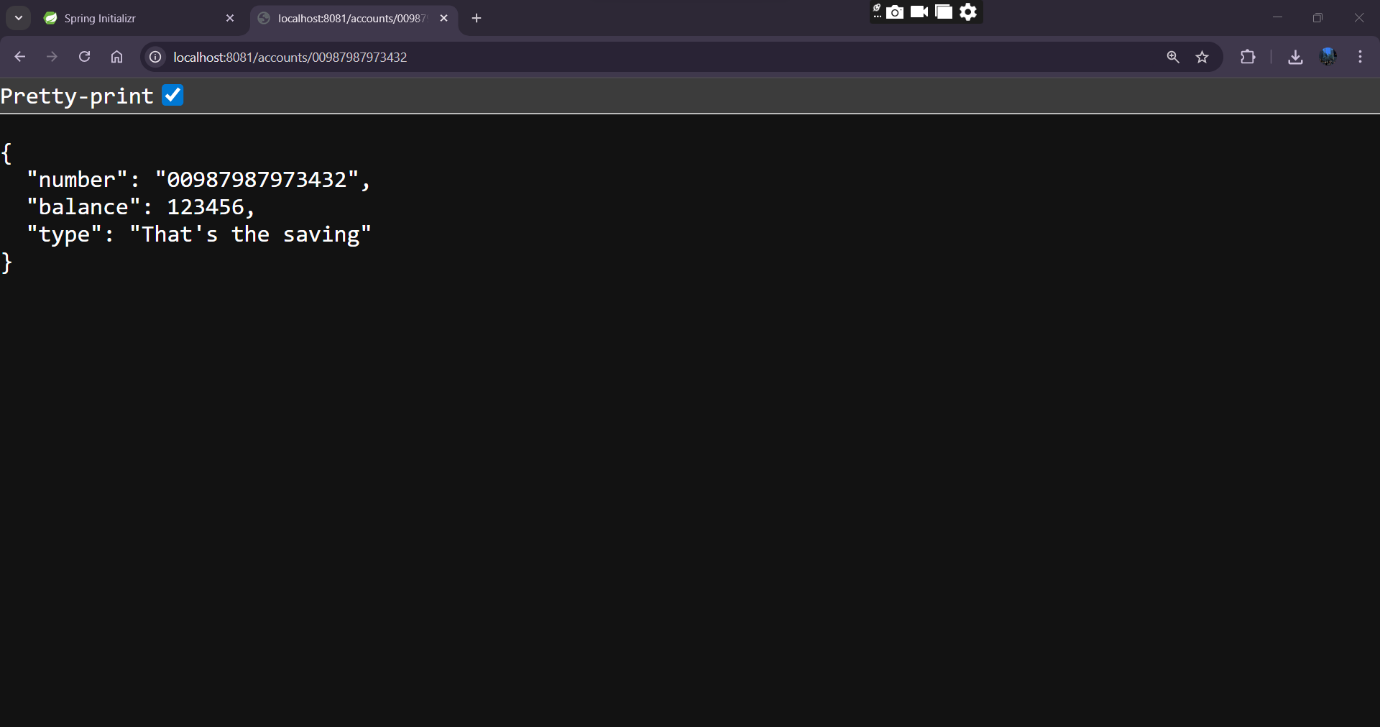 Spring Initializr
localhost:8081/accounts/00987
localhost:8081/accounts/00987987973432
Pretty-print
{
"number": "00987987973432",
"balance": 123456,
"type": "That's the saving"
}